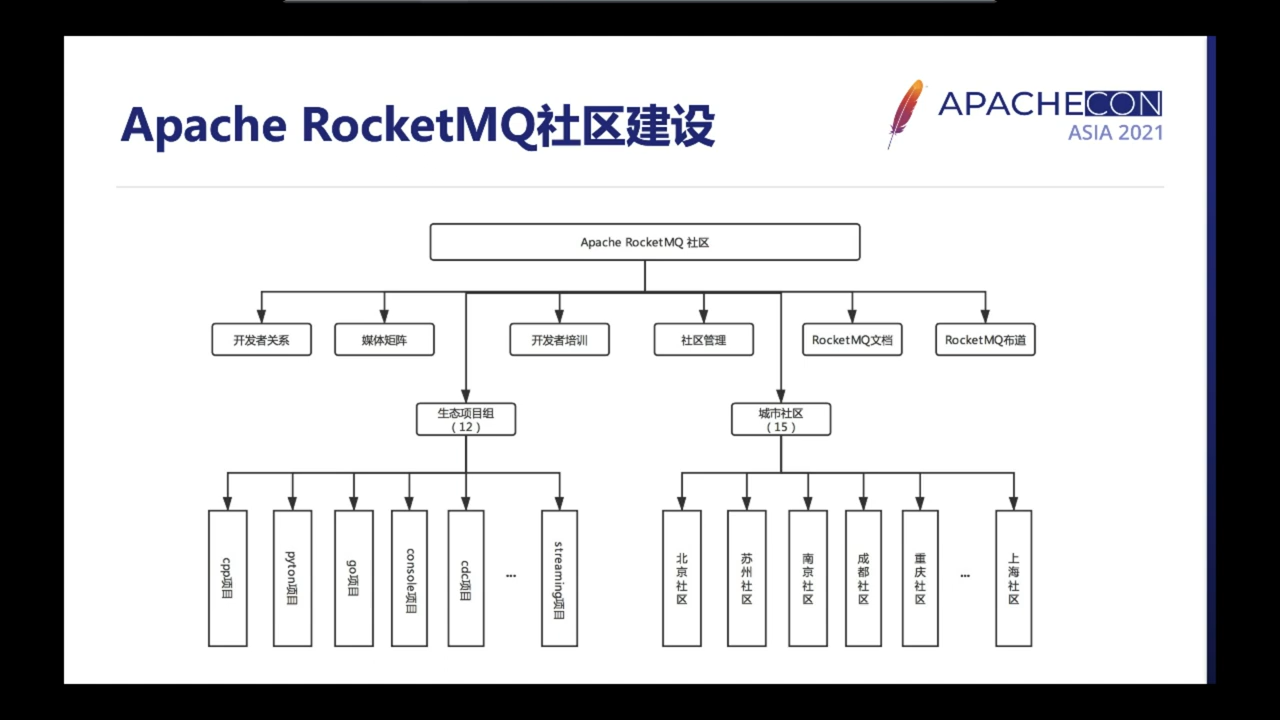 Apache RocketMQ社区建设
APACHECON
ASIA 2021
Apache RocketMQ 社区
开发者关系
媒体矩阵
开发者培训
社区管理
RocketMQ文档
RocketMQ布道
生态项目组
（12）
城市社区
（15）
cpp项目
pyton项目
go项目
console项目
cdc项目
...
streaming项目
北京社区
苏州社区
南京社区
成都社区
重庆社区
...
上海社区